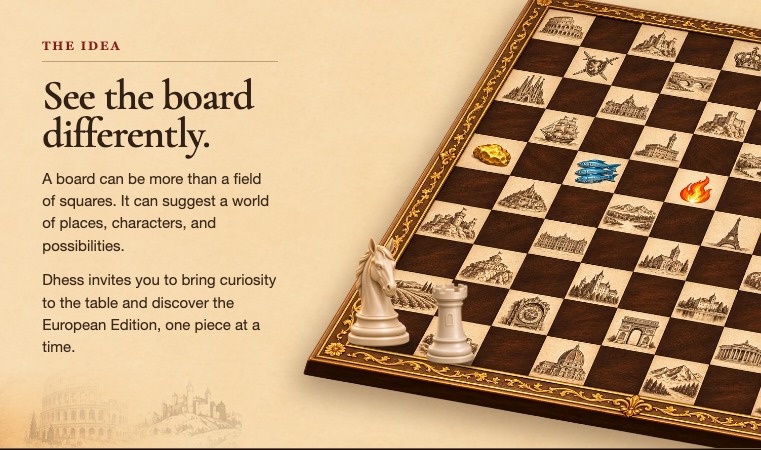 THE IDEA
See the board
differently.
A board can be more than a field
of squares. It can suggest a world
of places, characters, and
possibilities.
Dhess invites you to bring curiosity
to the table and discover the
European Edition, one piece at a
time.